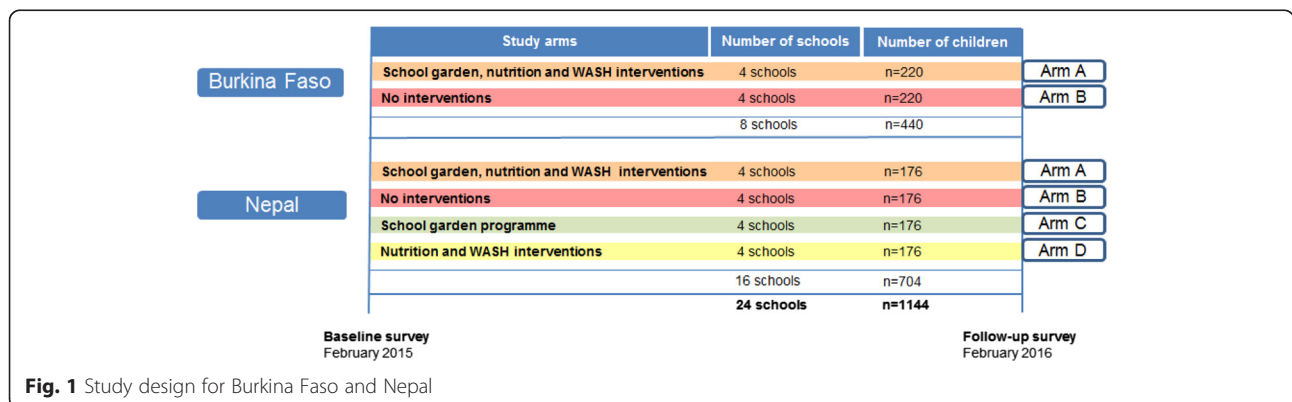 Study arms Number of schools Number of children
Burkina Faso
School garden, nutrition and WASH interventions 4 schools n=220 Arm A
No interventions 4 schools n=220 Arm B
8 schools n=440
Nepal
School garden, nutrition and WASH interventions 4 schools n=176 Arm A
No interventions 4 schools n=176 Arm B
School garden programme 4 schools n=176 Arm C
Nutrition and WASH interventions 4 schools n=176 Arm D
16 schools n=704
24 schools n=1144
Baseline survey Follow-up survey
February 2015 February 2016
Fig. 1 Study design for Burkina Faso and Nepal